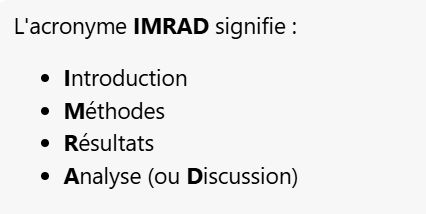 L'acronyme IMRAD signifie :
Introduction
Méthodes
Résultats
Analyse (ou Discussion)